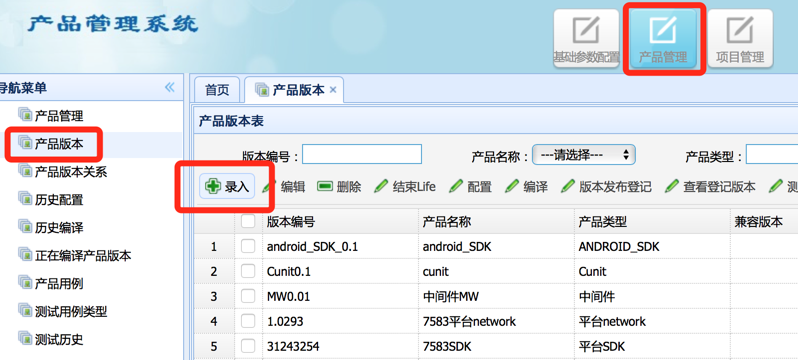 产品管理系统
基础参数配置 产品管理 项目管理
导航菜单
首页 产品版本
产品管理
产品版本
产品版本关系
历史配置
历史编译
正在编译产品版本
产品用例
测试用例类型
测试历史
产品版本表
版本编号： 产品名称： ---请选择--- 产品类型：
录入 编辑 删除 结束Life 配置 编译 版本发布登记 查看登记版本 测
版本编号 产品名称 产品类型 兼容版本
1 android_SDK_0.1 android_SDK ANDROID_SDK
2 Cunit0.1 cunit Cunit
3 MW0.01 中间件MW 中间件
4 1.0293 7583平台network 平台network
5 31243254 7583SDK 平台SDK